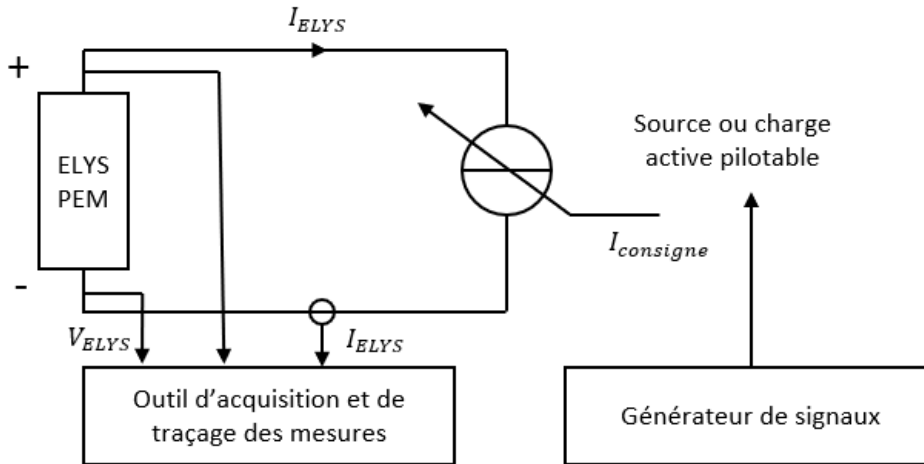 I_ELYS
+
ELYS
PEM
-
Source ou charge
active pilotable
I_consigne
V_ELYS
I_ELYS
Outil d’acquisition et de
traçage des mesures
Générateur de signaux